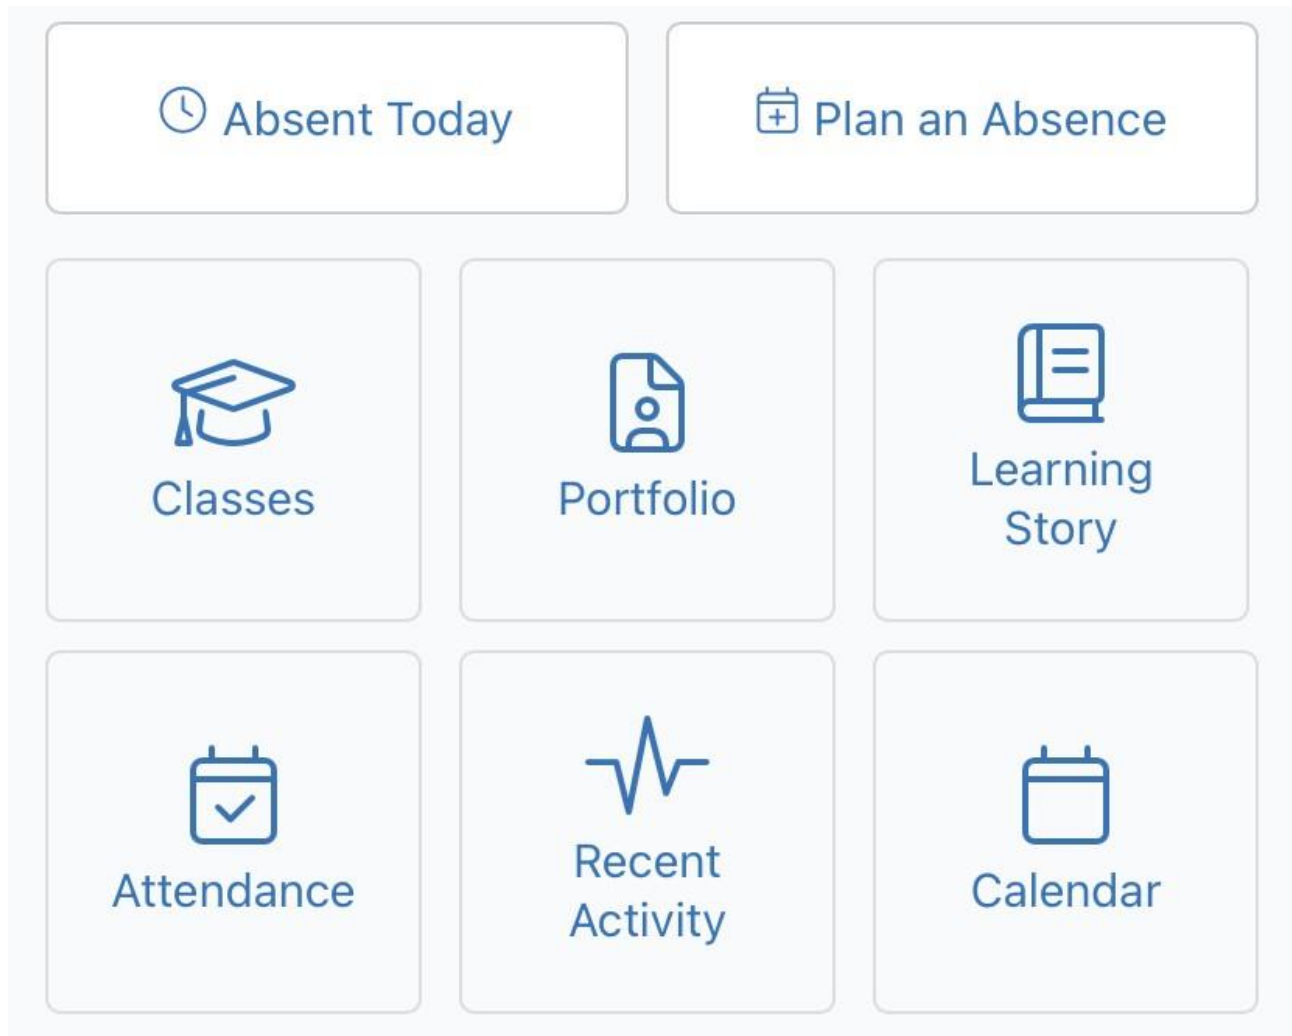 Absent Today
Plan an Absence
Classes
Portfolio
Learning
Story
Attendance
Recent
Activity
Calendar